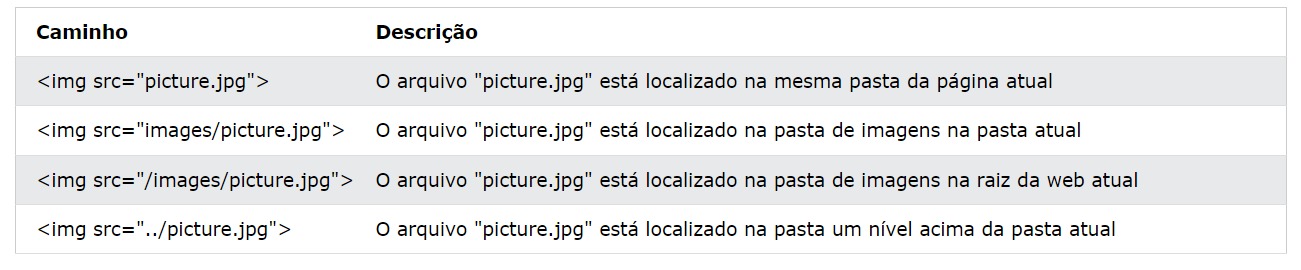 Caminho Descrição
<img src="picture.jpg"> O arquivo "picture.jpg" está localizado na mesma pasta da página atual
<img src="images/picture.jpg"> O arquivo "picture.jpg" está localizado na pasta de imagens na pasta atual
<img src="/images/picture.jpg"> O arquivo "picture.jpg" está localizado na pasta de imagens na raiz da web atual
<img src="../picture.jpg"> O arquivo "picture.jpg" está localizado na pasta um nível acima da pasta atual